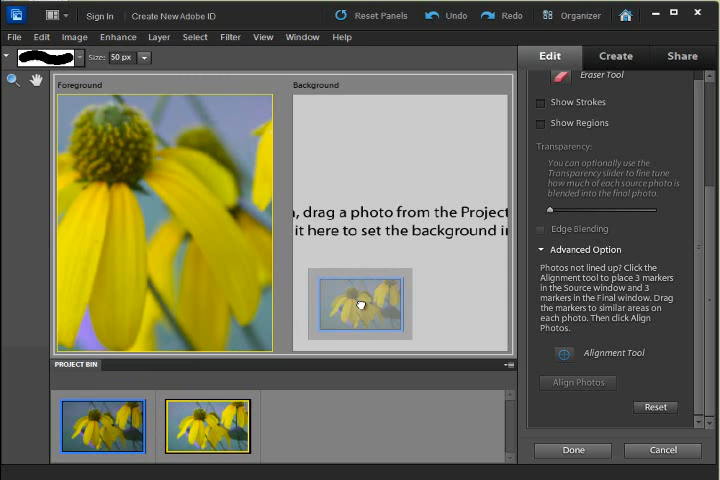 Sign In
Create New Adobe ID
Reset Panels
Undo
Redo
Organizer
File Edit Image Enhance Layer Select Filter View Window Help
Size: 50 px
Edit
Create
Share
Foreground
Background
, drag a photo from the Project
it here to set the background i
PROJECT BIN
Eraser Tool
Show Strokes
Show Regions
Transparency:
You can optionally use the
Transparency slider to fine tune
how much of each source photo is
blended into the final photo.
Edge Blending
Advanced Option
Photos not lined up? Click the
Alignment tool to place 3 markers
in the Source window and 3
markers in the Final window. Drag
the markers to similar areas on
each photo. Then click Align
Photos.
Alignment Tool
Align Photos
Reset
Done
Cancel